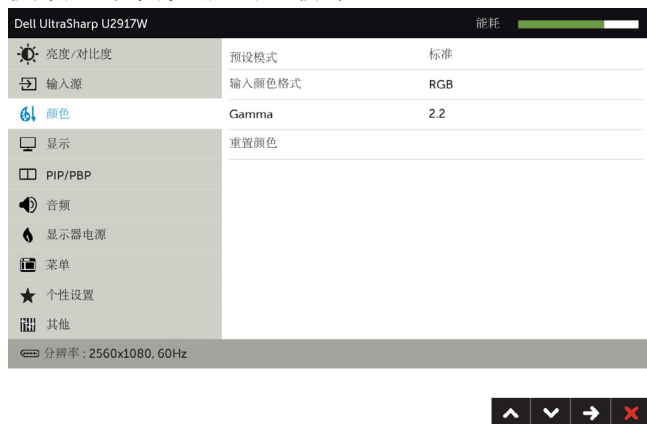 Dell UltraSharp U2917W 能耗
亮度/对比度
预设模式 标准
输入源
输入颜色格式 RGB
颜色
Gamma 2.2
显示
重置颜色
PIP/PBP
音频
显示器电源
菜单
个性设置
其他
分辨率 : 2560x1080, 60Hz